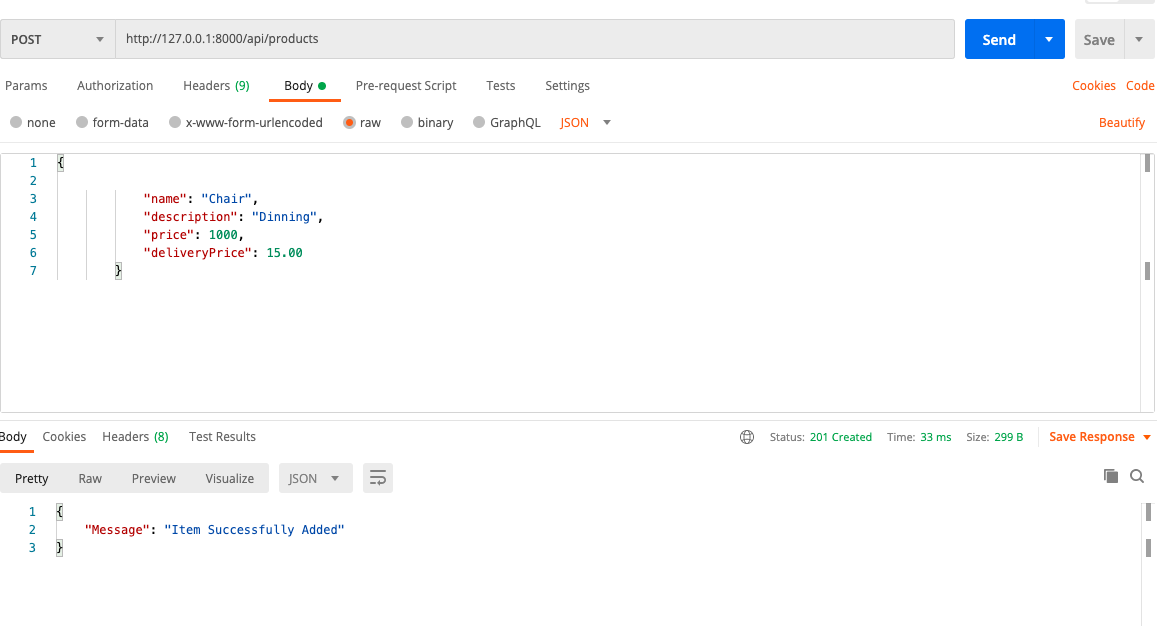 POST http://127.0.0.1:8000/api/products Send Save
Params Authorization Headers (9) Body Pre-request Script Tests Settings Cookies Code
none form-data x-www-form-urlencoded raw binary GraphQL JSON Beautify
1 {
2
3 "name": "Chair",
4 "description": "Dinning",
5 "price": 1000,
6 "deliveryPrice": 15.00
7 }
Body Cookies Headers (8) Test Results Status: 201 Created Time: 33 ms Size: 299 B Save Response
Pretty Raw Preview Visualize JSON
1 {
2 "Message": "Item Successfully Added"
3 }